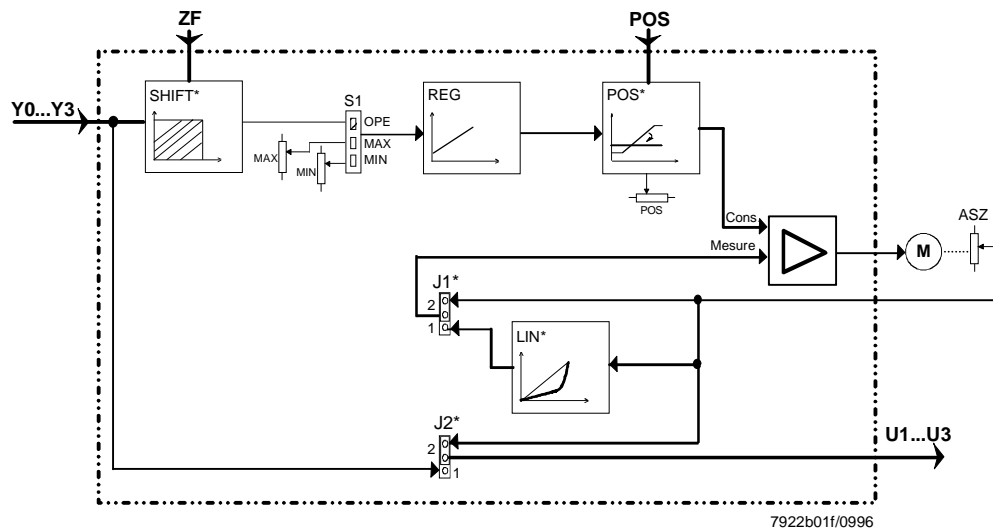 ZF
POS
Y0...Y3
SHIFT*
S1
OPE
MAX
MIN
MAX
MIN
REG
POS*
POS
Cons
Mesure
M
ASZ
J1*
2
1
LIN*
J2*
2
1
U1...U3
7922b01f/0996